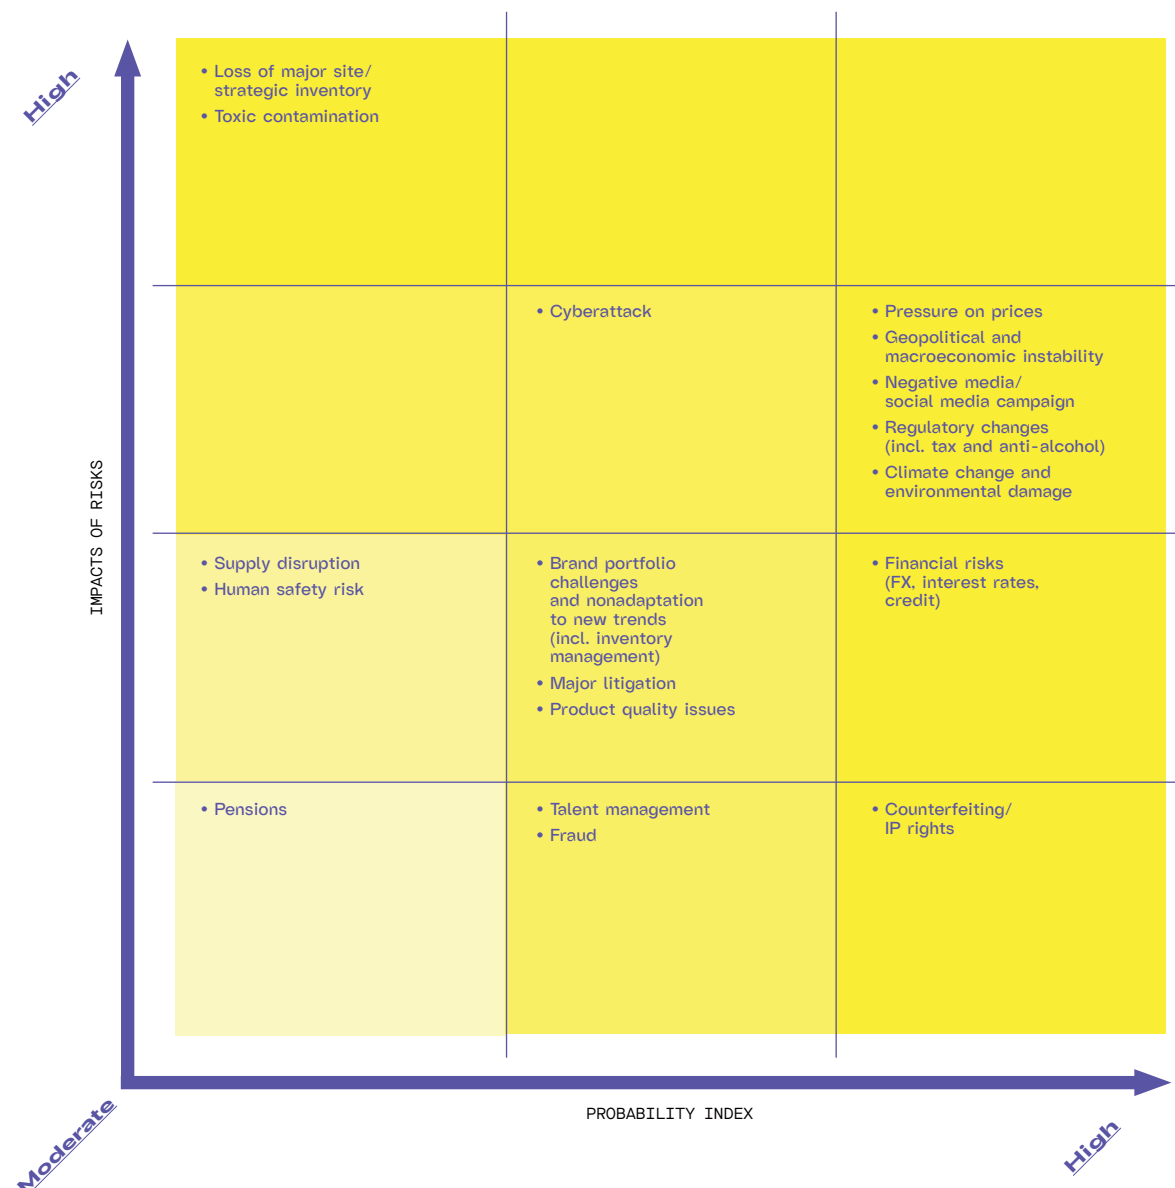 High
• Loss of major site/
strategic inventory
• Toxic contamination
• Cyberattack
• Pressure on prices
• Geopolitical and
macroeconomic instability
• Negative media/
social media campaign
• Regulatory changes
(incl. tax and anti-alcohol)
• Climate change and
environmental damage
IMPACTS OF RISKS
• Supply disruption
• Human safety risk
• Brand portfolio
challenges
and nonadaptation
to new trends
(incl. inventory
management)
• Major litigation
• Product quality issues
• Financial risks
(FX, interest rates,
credit)
• Pensions
• Talent management
• Fraud
• Counterfeiting/
IP rights
Moderate
PROBABILITY INDEX
High